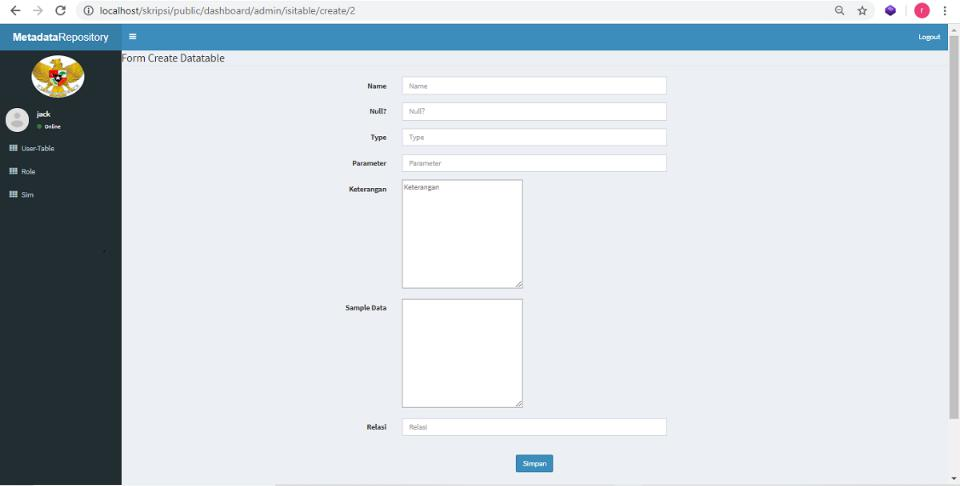 localhost/skripsi/public/dashboard/admin/isitable/create/2
r
MetadataRepository
Logout
Form Create Datatable
jack
Online
User-Table
Role
Sim
Name
Name
Null?
Null?
Type
Type
Parameter
Parameter
Keterangan
Keterangan
Sample Data
Relasi
Relasi
Simpan